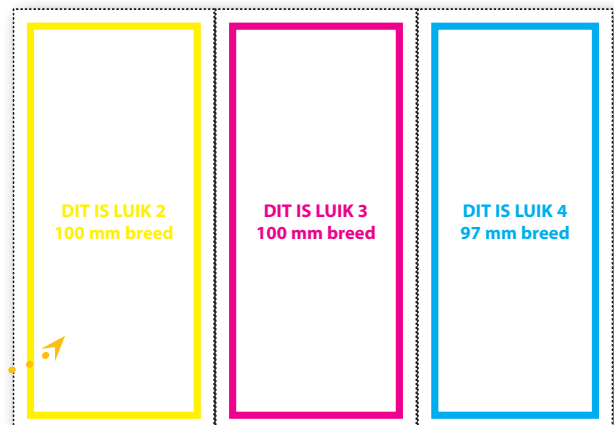 DIT IS LUIK 2
100 mm breed
DIT IS LUIK 3
100 mm breed
DIT IS LUIK 4
97 mm breed